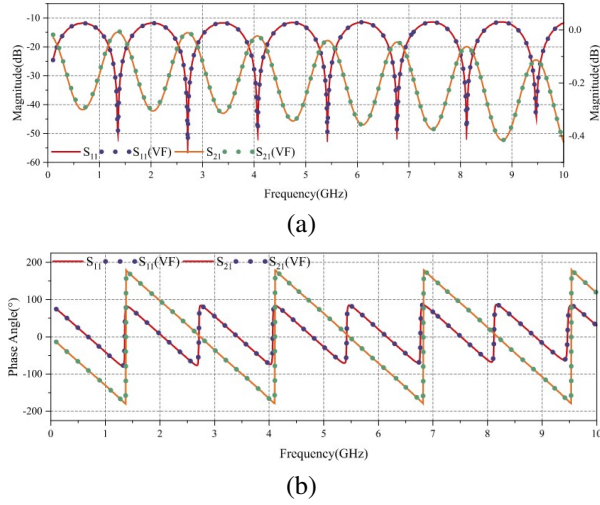 -10
-20
-30
-40
-50
-60
0.0
-0.2
-0.4
Magnitude(dB)
Magnitude(dB)
S11 S11(VF) S21 S21(VF)
0 1 2 3 4 5 6 7 8 9 10
Frequency(GHz)
(a)
S11 S11(VF) S21 S21(VF)
200
100
0
-100
-200
Phase Angle(°)
0 1 2 3 4 5 6 7 8 9 10
Frequency(GHz)
(b)